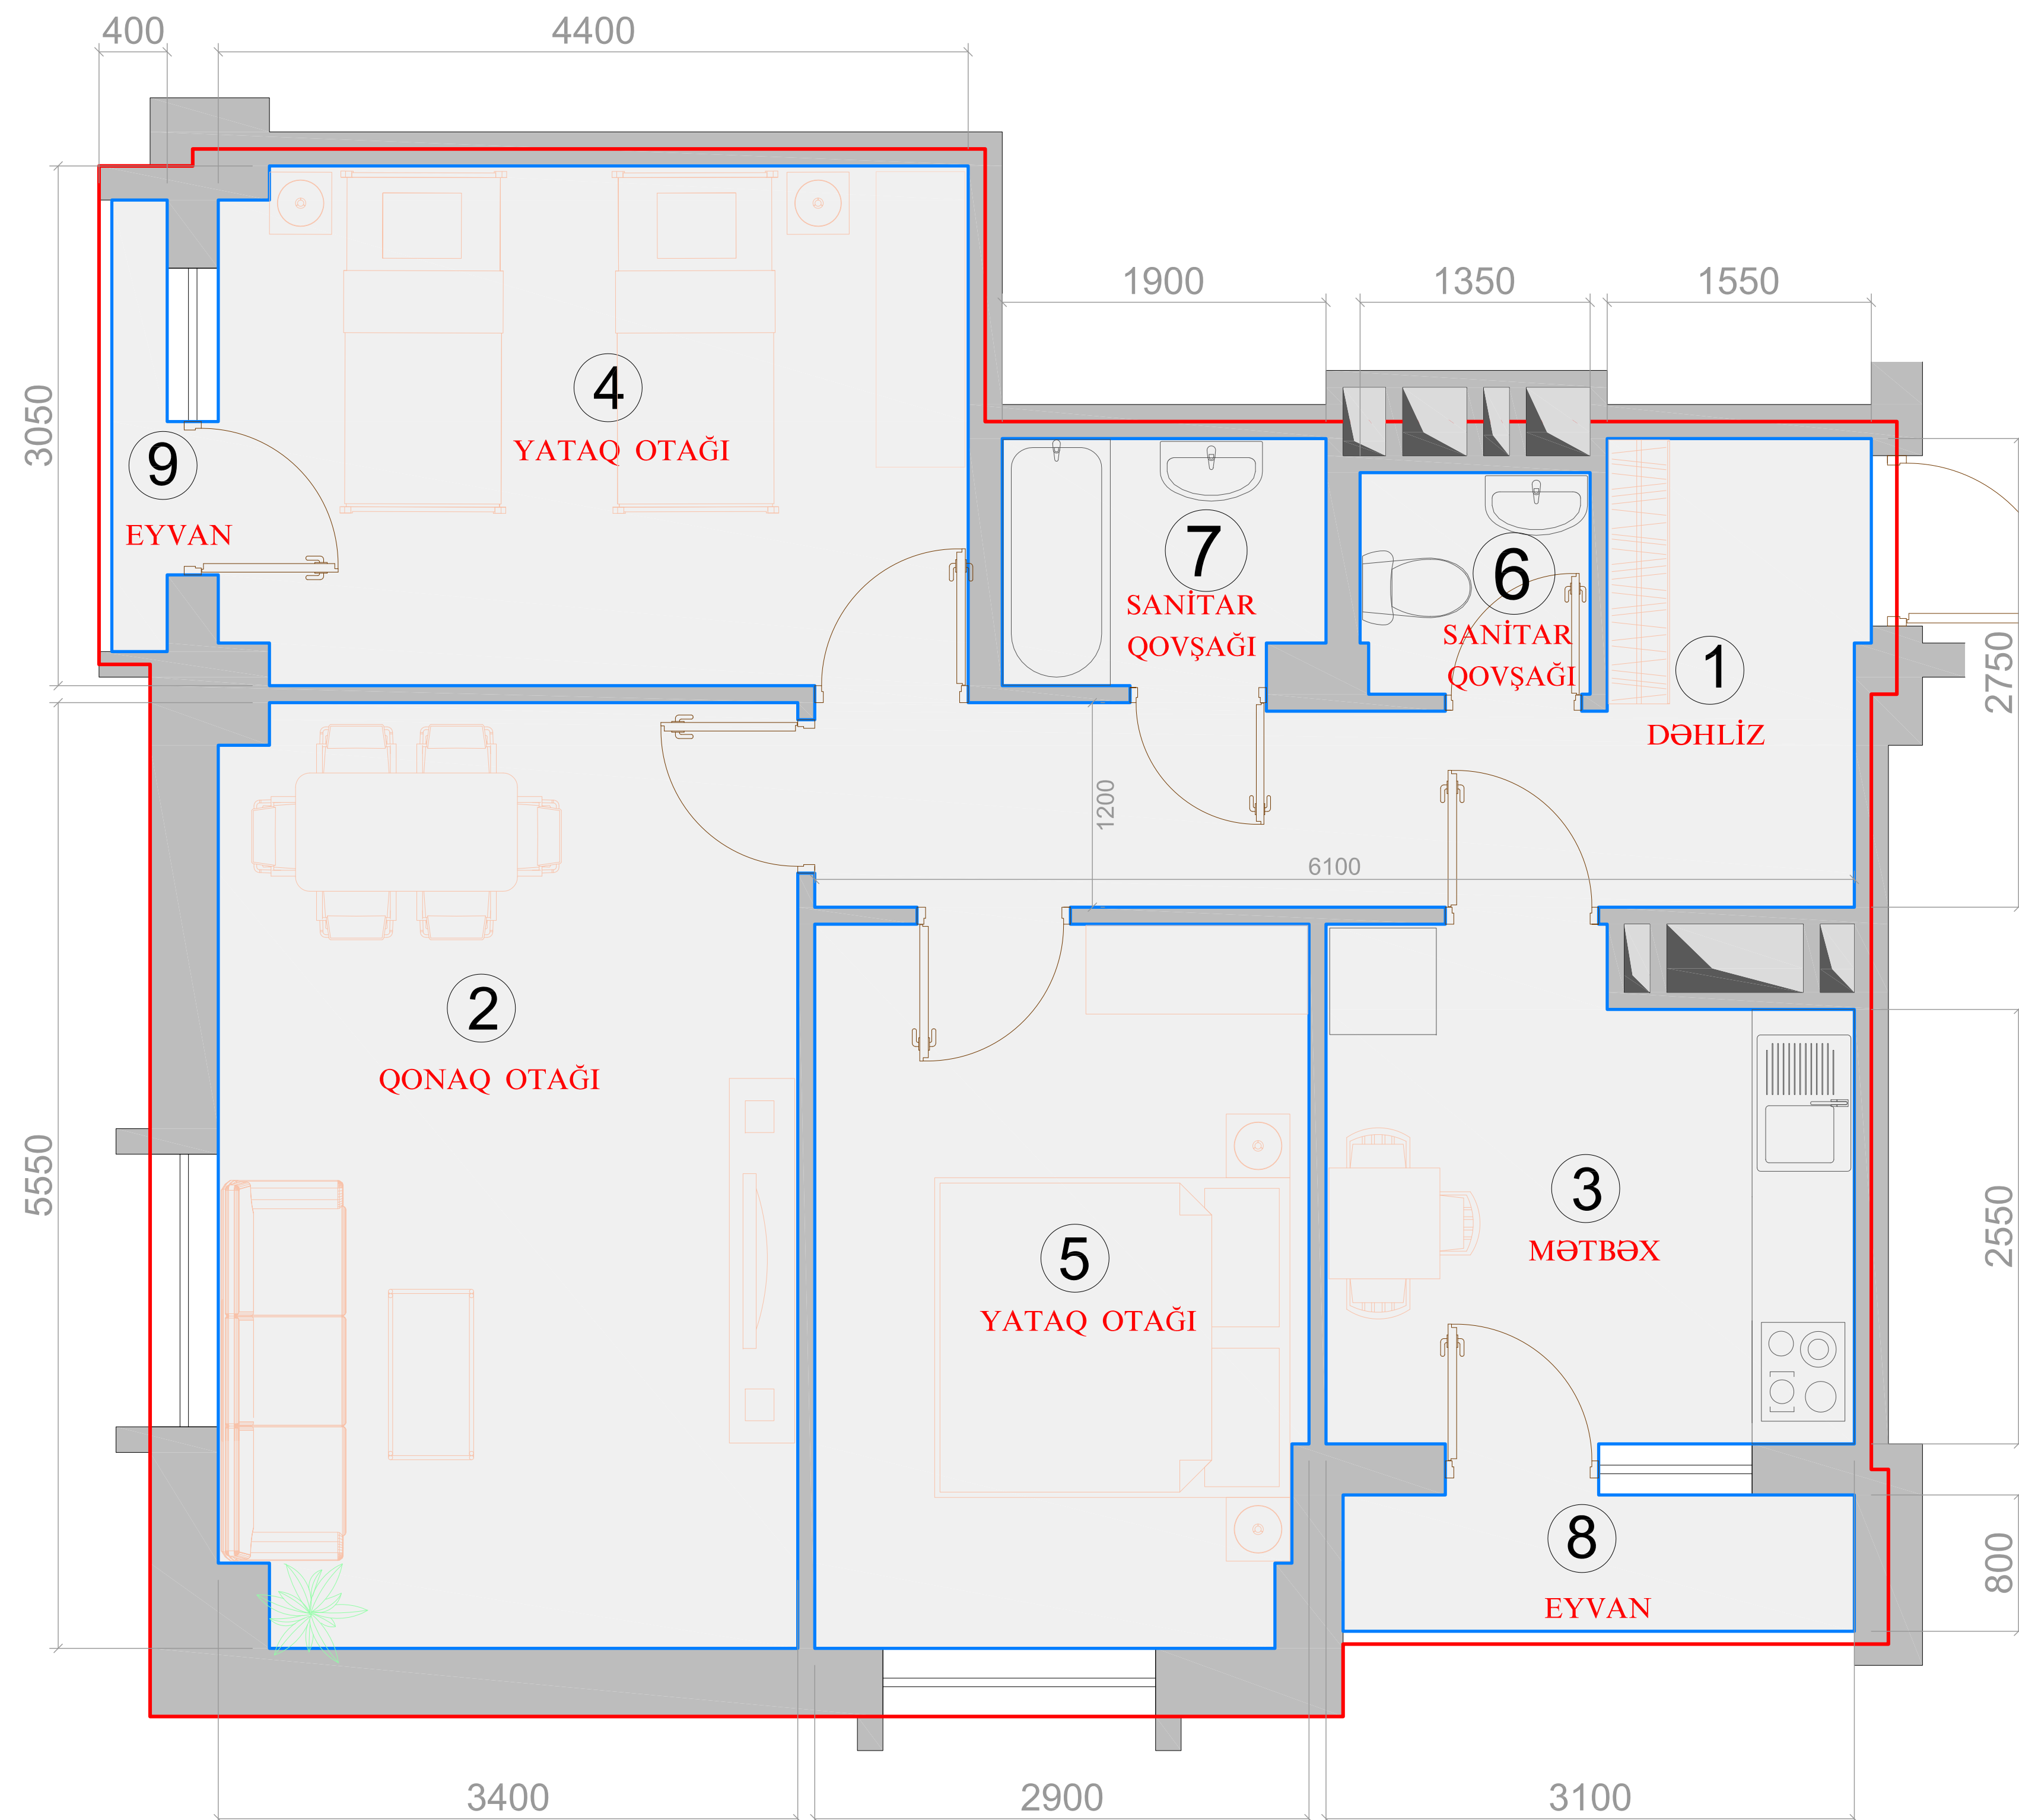 400
4400
1900
1350
1550
3050
4
YATAQ OTAĞI
9
EYVAN
7
SANİTAR
QOVŞAĞI
6
SANİTAR
QOVŞAĞI
1
DƏHLİZ
2750
1200
6100
2
QONAQ OTAĞI
5550
5
YATAQ OTAĞI
3
MƏTBƏX
2550
8
EYVAN
800
3400
2900
3100